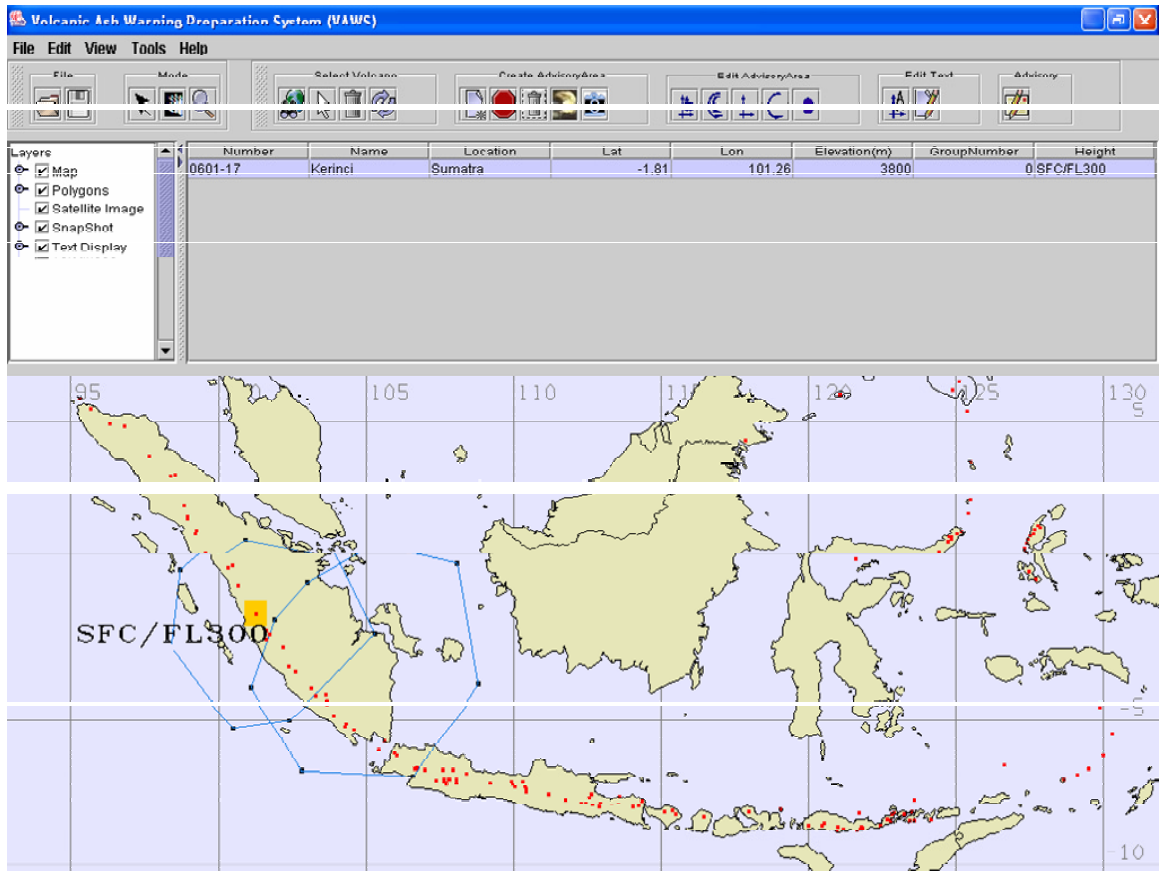 Volcanic Ash Warning Preparation System (VAWS)
File Edit View Tools Help
File Mode Select Volcano Create AdvisoryArea Edit AdvisoryArea Edit Text Advisory
Layers
Map
Polygons
Satellite Image
SnapShot
Text Display
Number Name Location Lat Lon Elevation(m) GroupNumber Height
0601-17 Kerinci Sumatra -1.81 101.26 3800 0 SFC/FL300
95 105 110 130
S
SFC/FL300
-5
-10